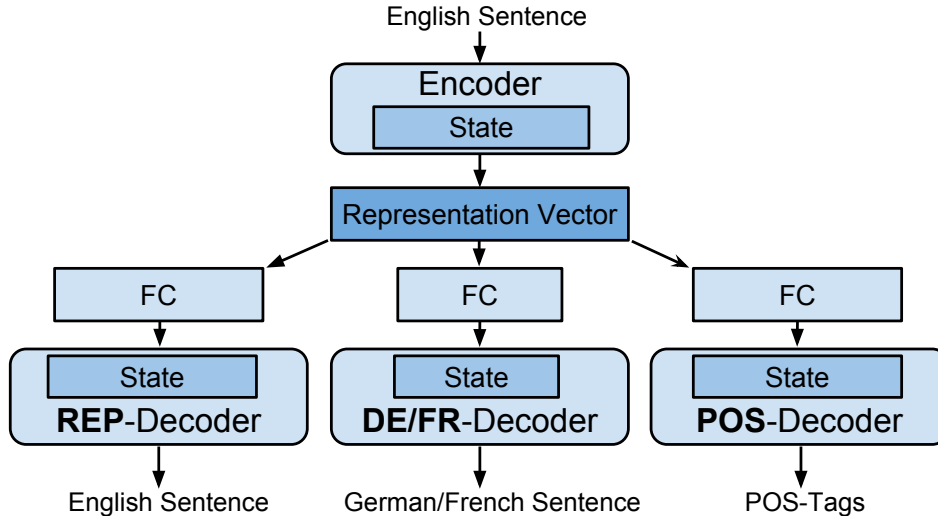 English Sentence
Encoder
State
Representation Vector
FC
FC
FC
State
State
State
REP-Decoder
DE/FR-Decoder
POS-Decoder
English Sentence
German/French Sentence
POS-Tags